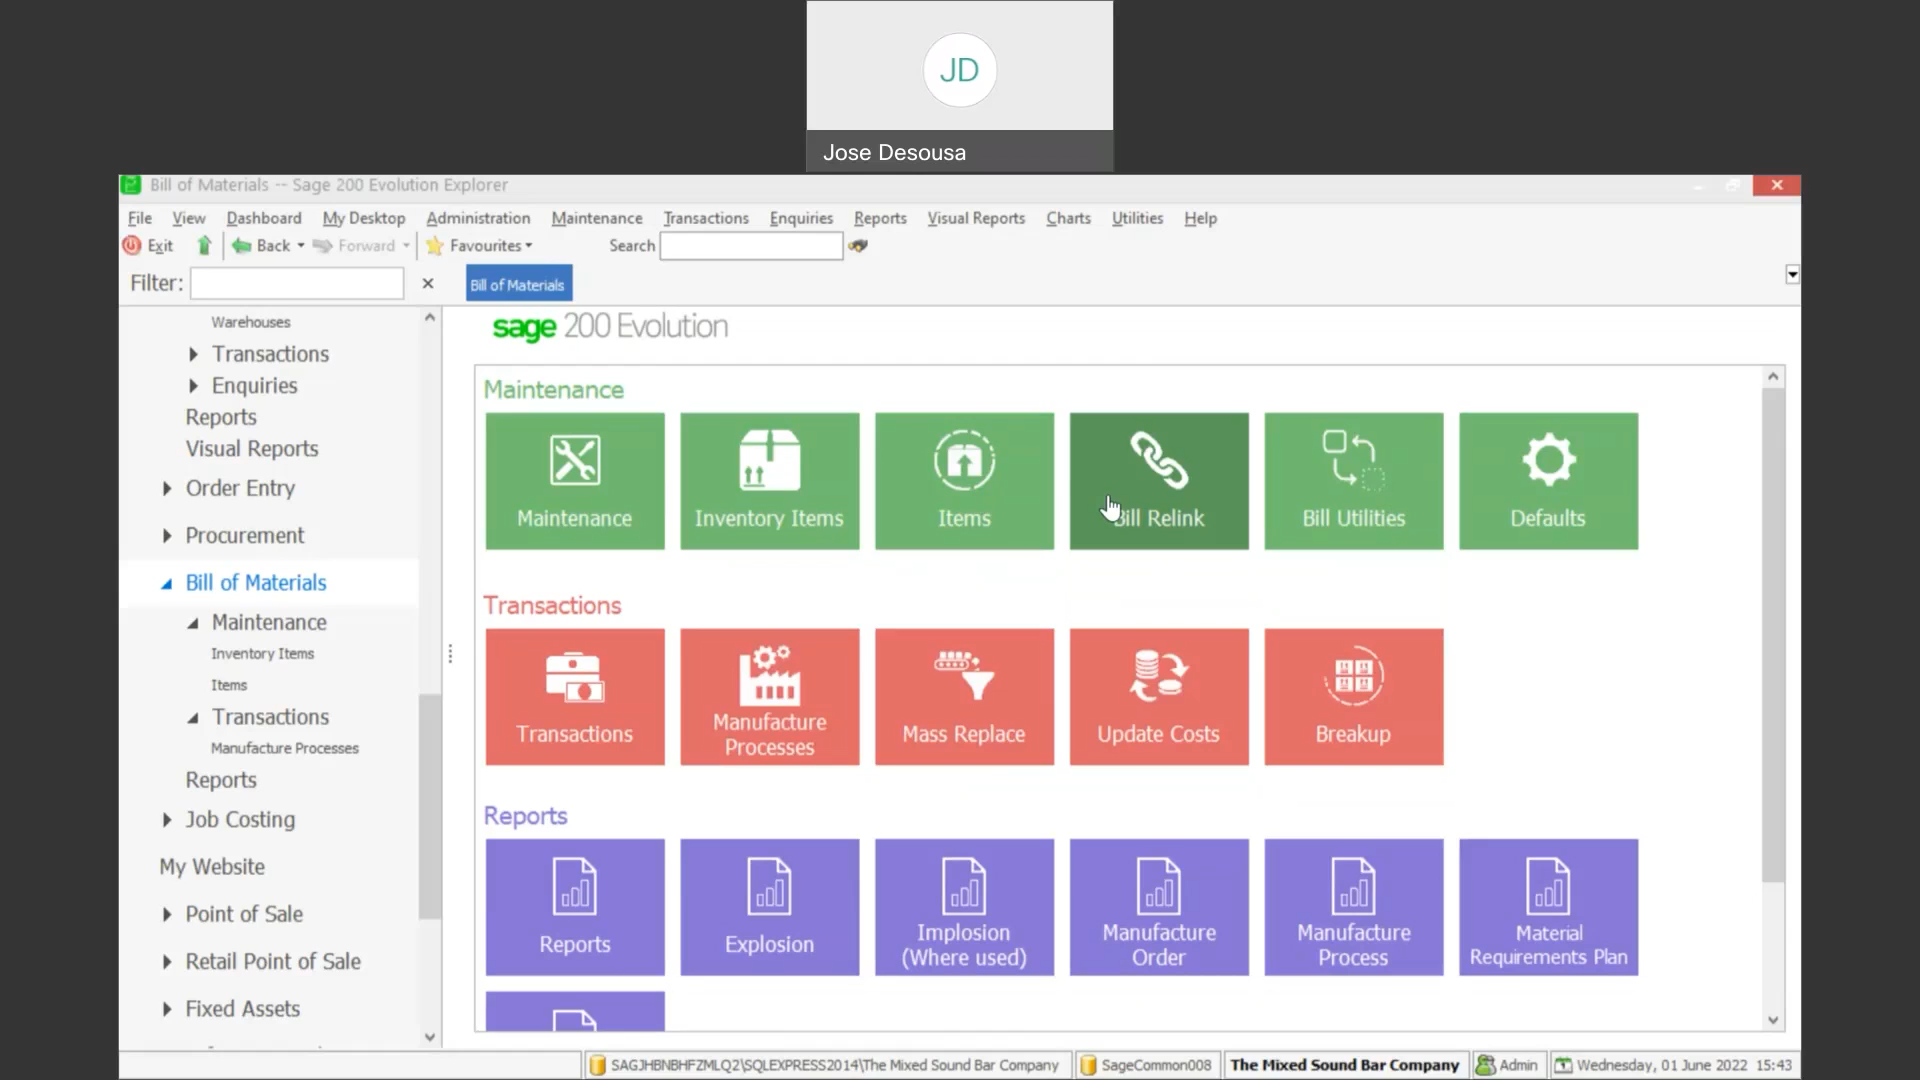 JD
Jose Desousa
Bill of Materials -- Sage 200 Evolution Explorer
File View Dashboard My Desktop Administration Maintenance Transactions Enquiries Reports Visual Reports Charts Utilities Help
Exit Back Forward Favourites Search
Filter: Bill of Materials
sage 200 Evolution
Warehouses
Transactions
Enquiries
Reports
Visual Reports
Order Entry
Procurement
Bill of Materials
Maintenance
Inventory Items
Items
Transactions
Manufacture Processes
Reports
Job Costing
My Website
Point of Sale
Retail Point of Sale
Fixed Assets
Maintenance
Maintenance
Inventory Items
Items
Bill Relink
Bill Utilities
Defaults
Transactions
Transactions
Manufacture
Processes
Mass Replace
Update Costs
Breakup
Reports
Reports
Explosion
Implosion
(Where used)
Manufacture
Order
Manufacture
Process
Material
Requirements Plan
SAGJHBNBHFZMLQ2\SQLEXPRESS2014\The Mixed Sound Bar Company SageCommon008 The Mixed Sound Bar Company Admin Wednesday, 01 June 2022 15:43